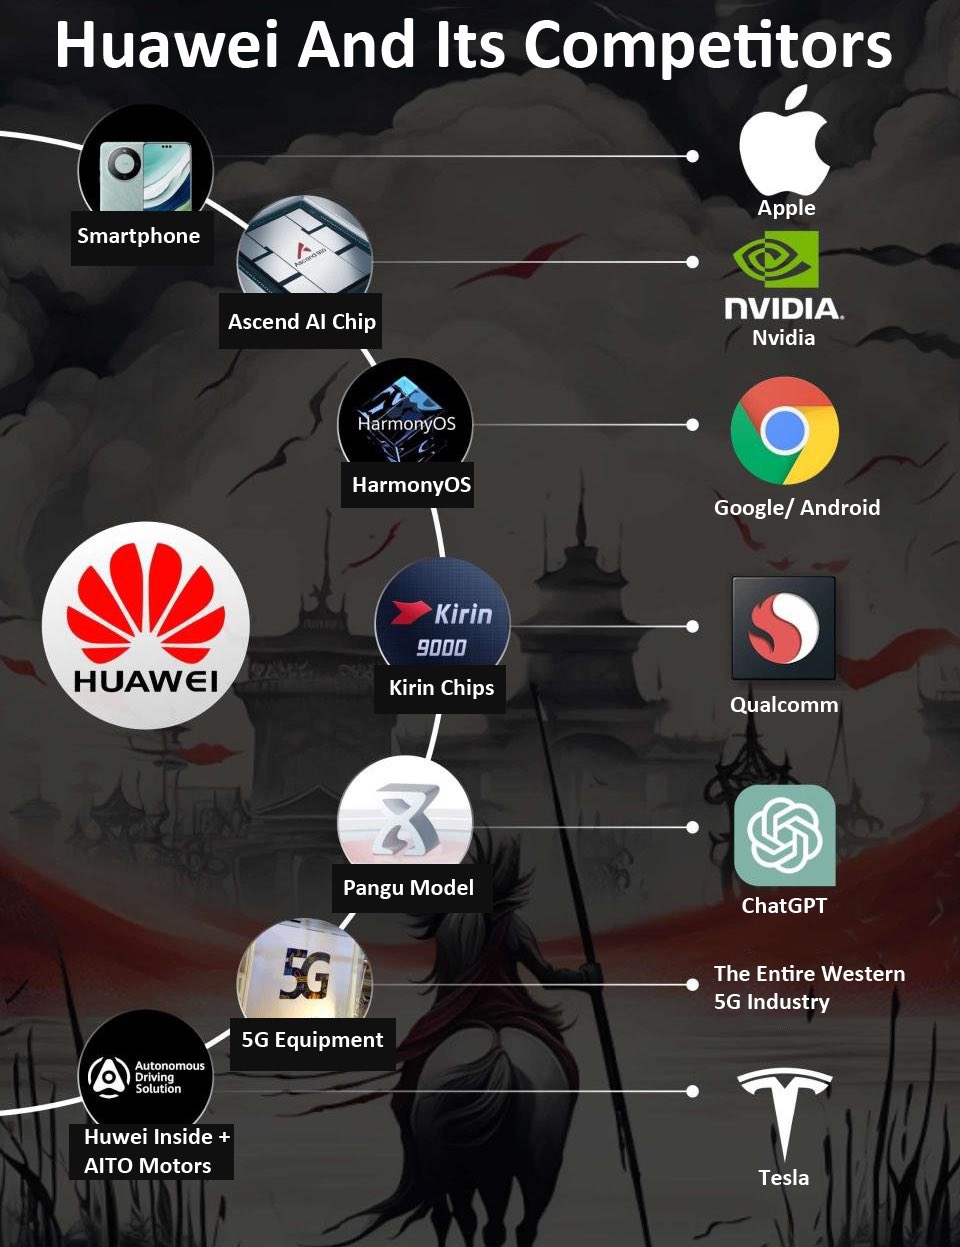 Huawei And Its Competitors
Smartphone
Apple
Ascend 910
Ascend AI Chip
NVIDIA.
Nvidia
HarmonyOS
HarmonyOS
Google/ Android
HUAWEI
Kirin
9000
Kirin Chips
Qualcomm
Pangu Model
ChatGPT
5G
5G Equipment
The Entire Western
5G Industry
Autonomous
Driving
Solution
Huwei Inside +
AITO Motors
Tesla